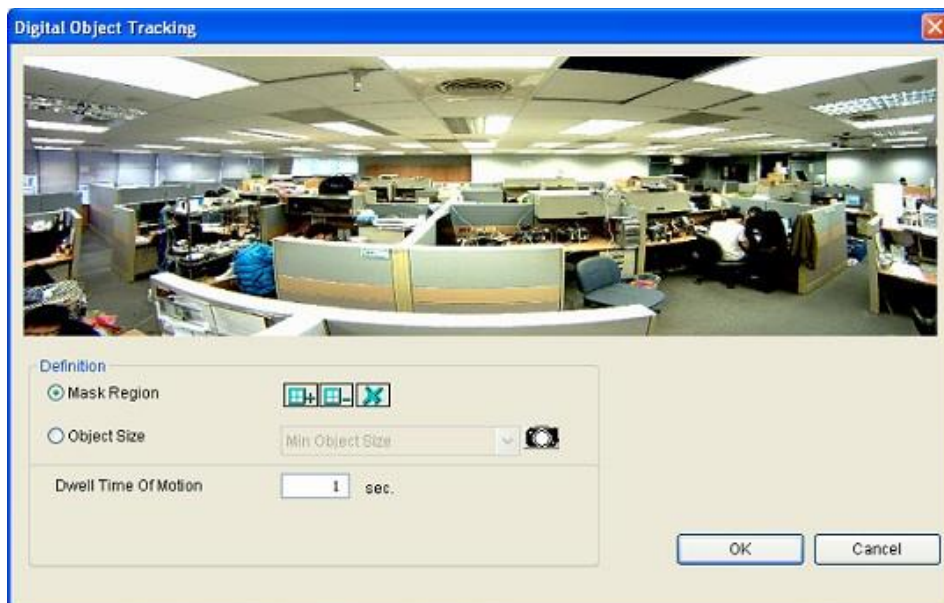 Digital Object Tracking
Definition
Mask Region
Object Size
Min Object Size
Dwell Time Of Motion
1 sec.
OK
Cancel